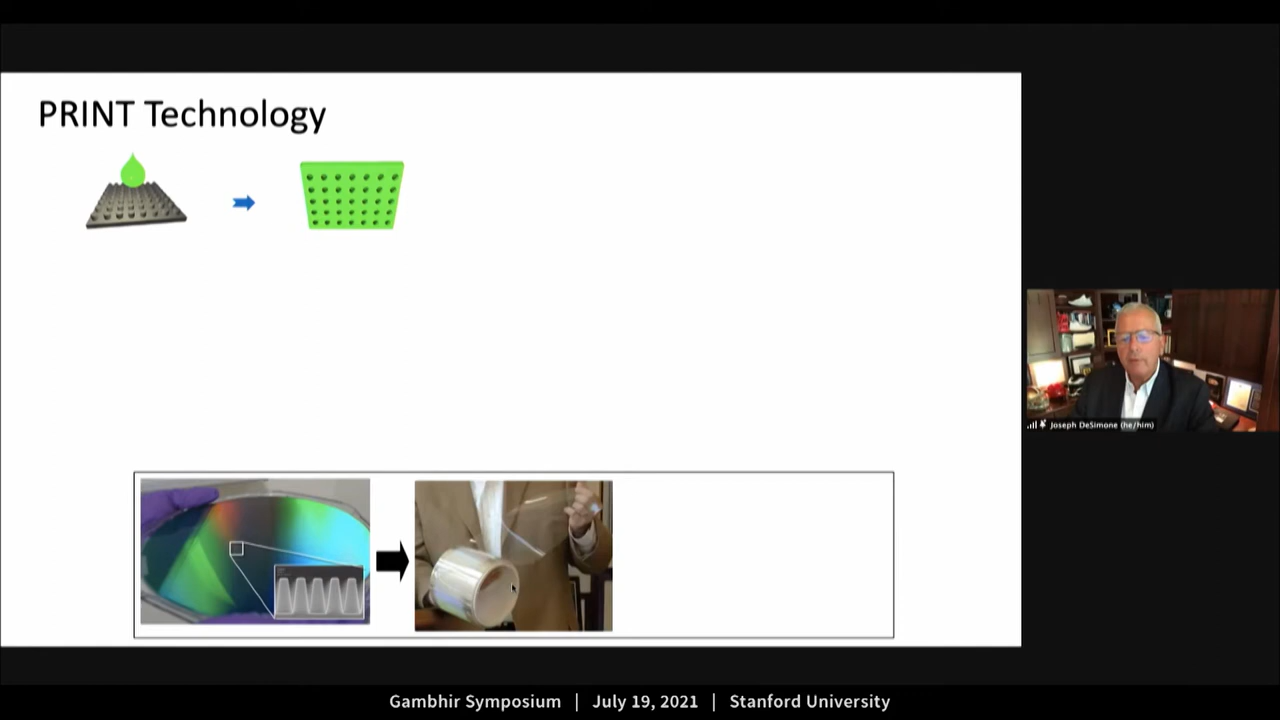 PRINT Technology
Joseph DeSimone (he/him)
Gambhir Symposium | July 19, 2021 | Stanford University